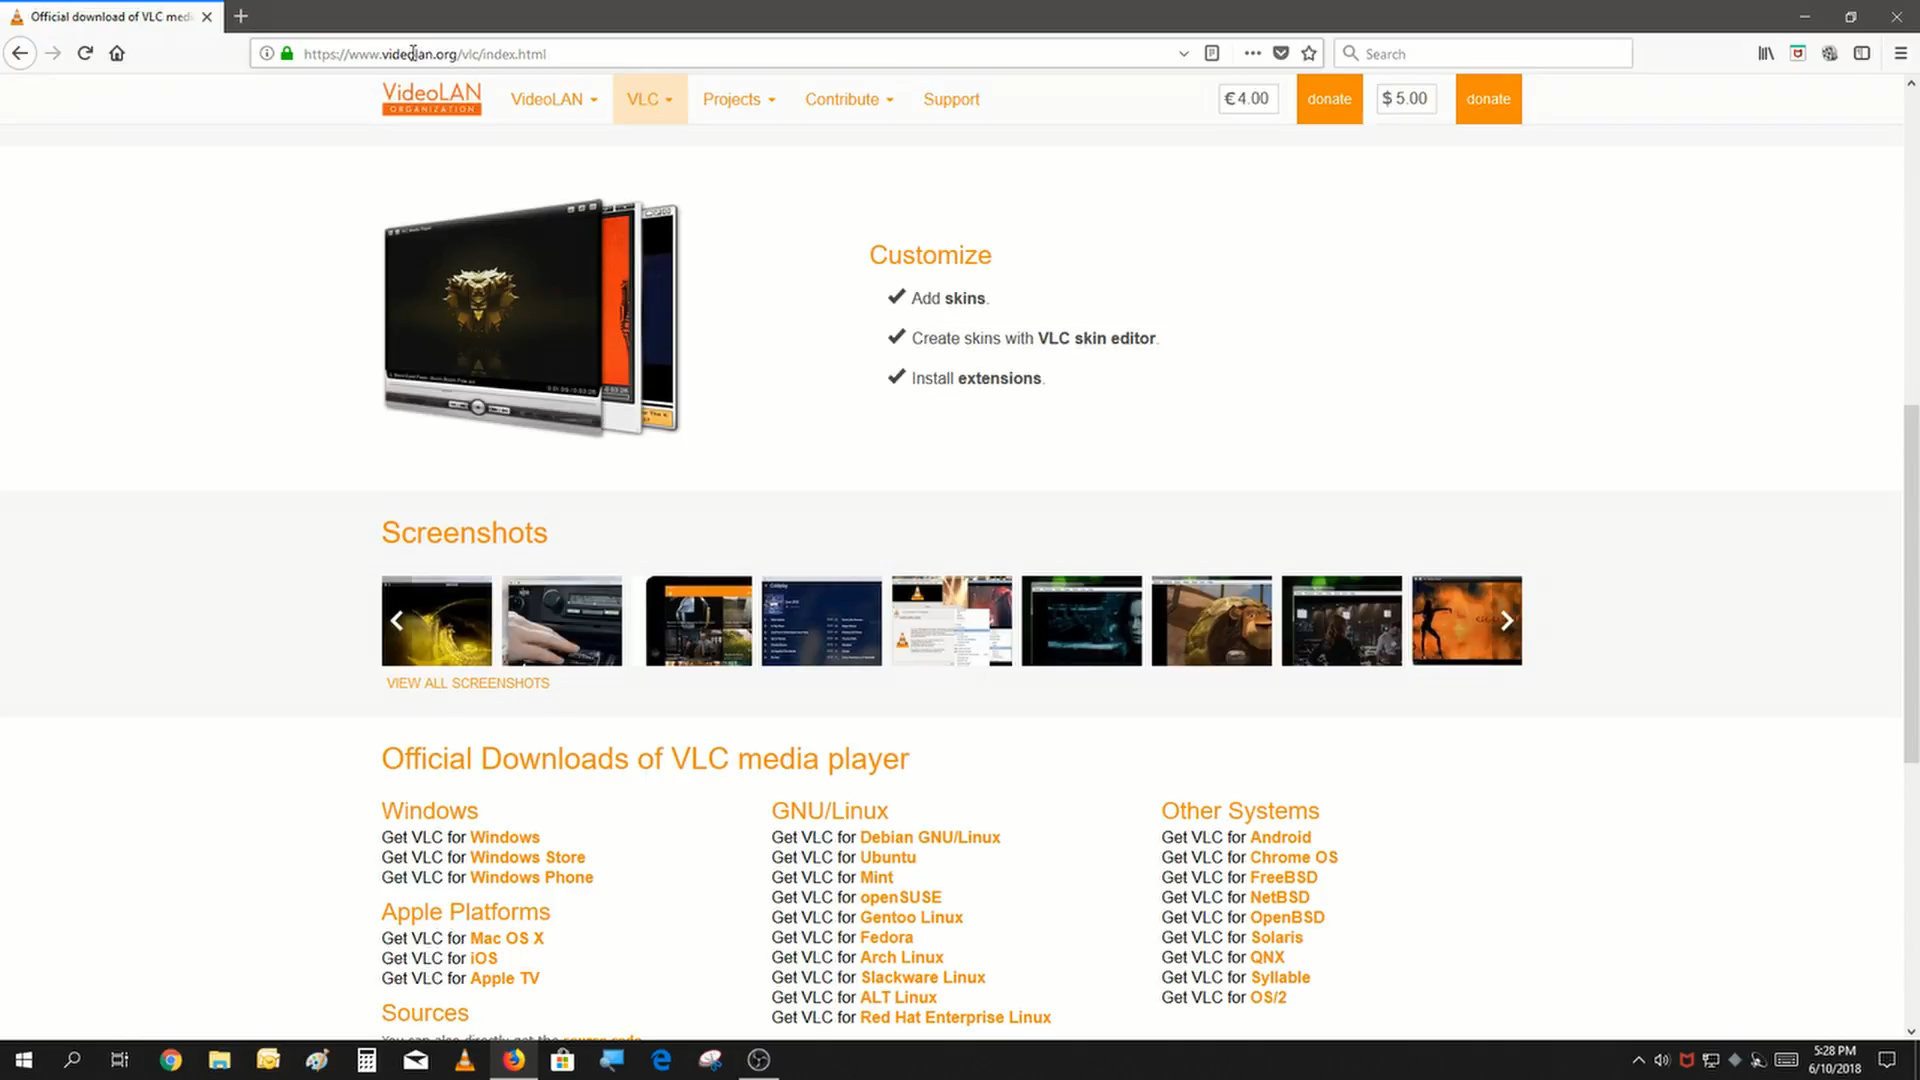 Official download of VLC med
https://www.videolan.org/vlc/index.html
Search
VideoLAN
ORGANIZATION
VideoLAN
VLC
Projects
Contribute
Support
€ 4.00
donate
$ 5.00
donate
Customize
Add skins.
Create skins with VLC skin editor.
Install extensions.
Screenshots
VIEW ALL SCREENSHOTS
Official Downloads of VLC media player
Windows
Get VLC for Windows
Get VLC for Windows Store
Get VLC for Windows Phone
Apple Platforms
Get VLC for Mac OS X
Get VLC for iOS
Get VLC for Apple TV
Sources
You can also directly get the source code.
GNU/Linux
Get VLC for Debian GNU/Linux
Get VLC for Ubuntu
Get VLC for Mint
Get VLC for openSUSE
Get VLC for Gentoo Linux
Get VLC for Fedora
Get VLC for Arch Linux
Get VLC for Slackware Linux
Get VLC for ALT Linux
Get VLC for Red Hat Enterprise Linux
Other Systems
Get VLC for Android
Get VLC for Chrome OS
Get VLC for FreeBSD
Get VLC for NetBSD
Get VLC for OpenBSD
Get VLC for Solaris
Get VLC for QNX
Get VLC for Syllable
Get VLC for OS/2
5:28 PM
6/10/2018